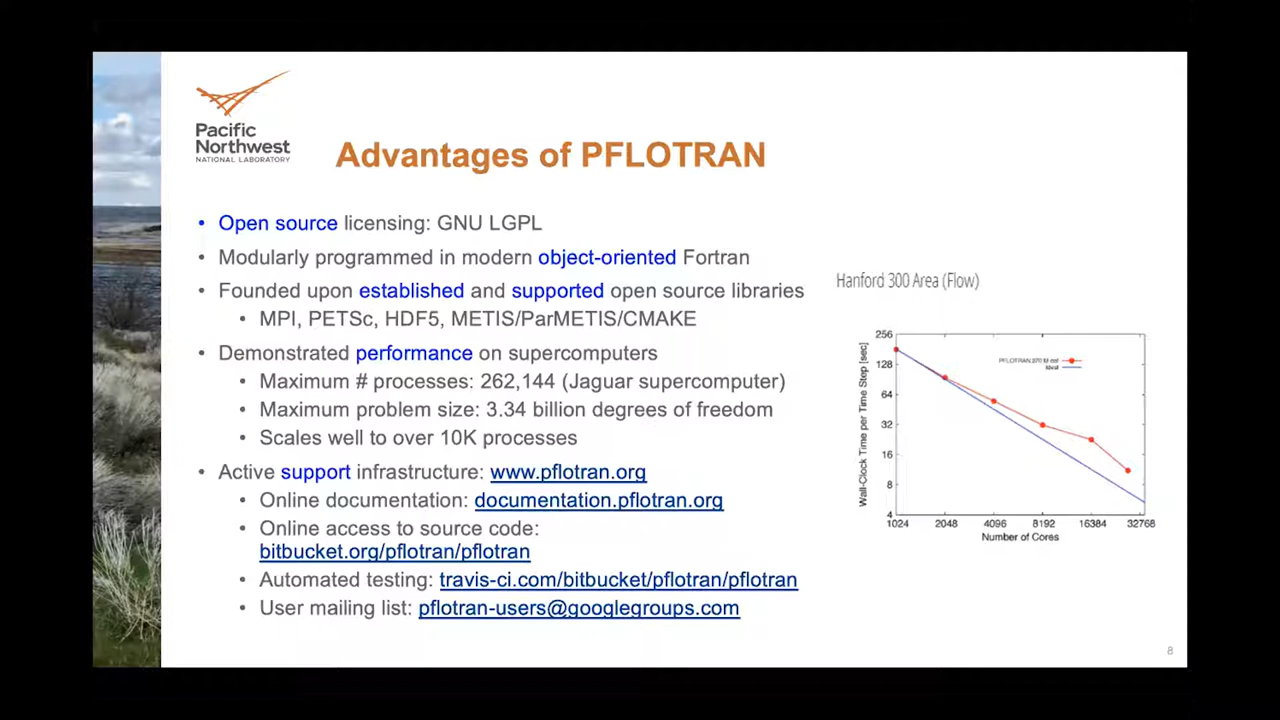 Pacific
Northwest
NATIONAL LABORATORY
Advantages of PFLOTRAN
• Open source licensing: GNU LGPL
• Modularly programmed in modern object-oriented Fortran
• Founded upon established and supported open source libraries
• MPI, PETSc, HDF5, METIS/ParMETIS/CMAKE
• Demonstrated performance on supercomputers
• Maximum # processes: 262,144 (Jaguar supercomputer)
• Maximum problem size: 3.34 billion degrees of freedom
• Scales well to over 10K processes
• Active support infrastructure: www.pflotran.org
• Online documentation: documentation.pflotran.org
• Online access to source code:
bitbucket.org/pflotran/pflotran
• Automated testing: travis-ci.com/bitbucket/pflotran/pflotran
• User mailing list: pflotran-users@googlegroups.com
Hanford 300 Area (Flow)
Wall-Clock Time per Time Step [sec]
256
128
64
32
16
8
4
PFLOTRAN 270 M dof
Ideal
1024 2048 4096 8192 16384 32768
Number of Cores
8